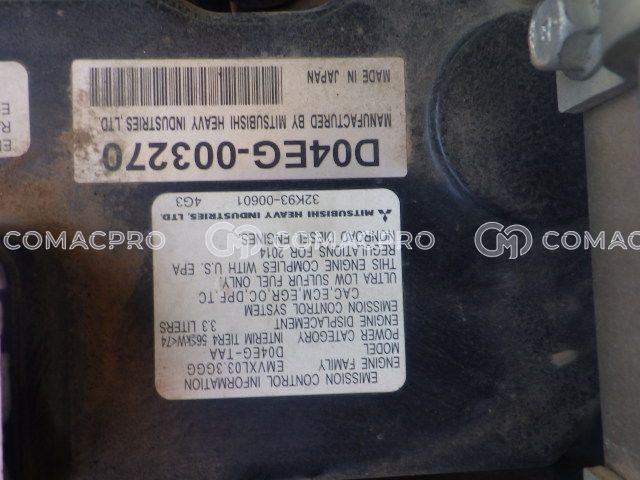 EMISSION CONTROL INFORMATION
ENGINE FAMILY EMVXL03.3GGG
MODEL D04EG-TAA
POWER CATEGORY INTERIM TIER4 56≤kW<74
ENGINE DISPLACEMENT 3.3 LITERS
EMISSION CONTROL SYSTEM
CAC,ECM,EGR,OC,DPF,TC
ULTRA LOW SULFUR FUEL ONLY
THIS ENGINE COMPLIES WITH U.S. EPA
REGULATIONS FOR 2014
NONROAD DIESEL ENGINES.
MITSUBISHI HEAVY INDUSTRIES, LTD.
32K93-00601 4G3
D04EG-003270
MANUFACTURED BY MITSUBISHI HEAVY INDUSTRIES LTD.
MADE IN JAPAN
COMACPRO
CM COMACPRO
CM COMACPRO